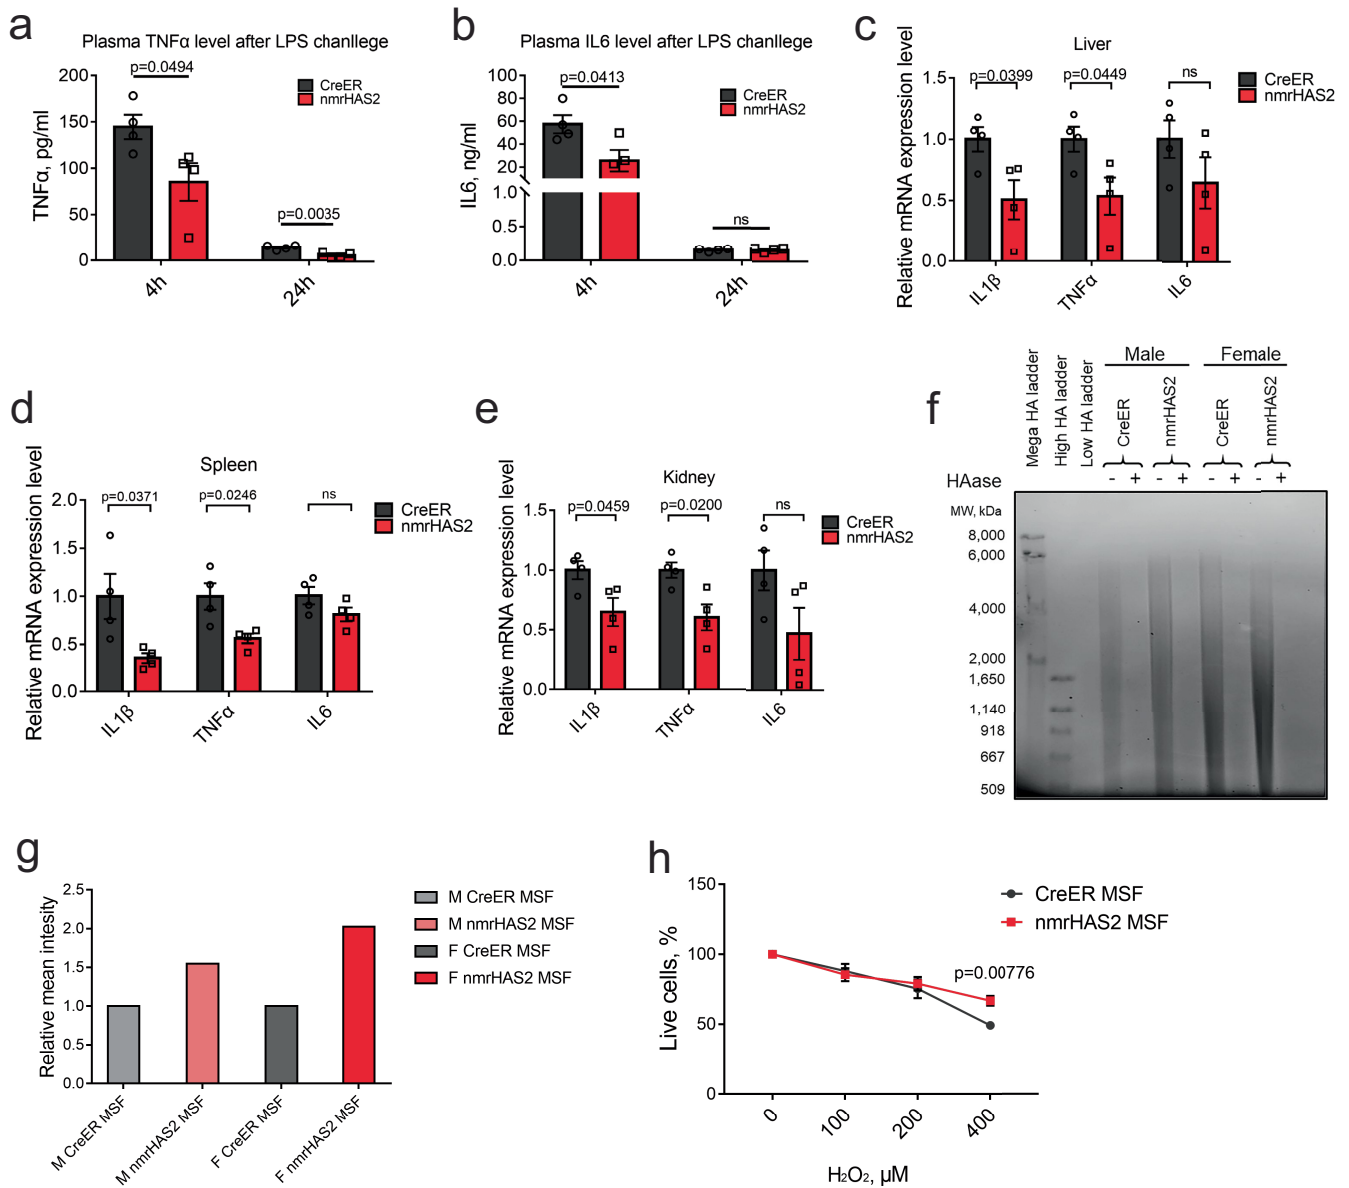 a
Plasma TNFα level after LPS chanllege
p=0.0494
CreER
nmrHAS2
TNFα, pg/ml
200
150
100
50
0
p=0.0035
4h
24h
b
Plasma IL6 level after LPS chanllege
p=0.0413
CreER
nmrHAS2
IL6, ng/ml
100
80
60
40
20
1.0
0.5
0.0
ns
4h
24h
c
Liver
Relative mRNA expression level
1.5
1.0
0.5
0.0
p=0.0399
p=0.0449
ns
CreER
nmrHAS2
IL1β
TNFα
IL6
d
Spleen
Relative mRNA expression level
2.0
1.5
1.0
0.5
0.0
p=0.0371
p=0.0246
ns
CreER
nmrHAS2
IL1β
TNFα
IL6
e
Kidney
Relative mRNA expression level
1.5
1.0
0.5
0.0
p=0.0459
p=0.0200
ns
CreER
nmrHAS2
IL1β
TNFα
IL6
f
Mega HA ladder
High HA ladder
Low HA ladder
Male
Female
CreER
nmrHAS2
CreER
nmrHAS2
HAase
- + - + - + - +
MW, kDa
8,000
6,000
4,000
2,000
1,650
1,140
918
667
509
g
Relative mean intesity
2.5
2.0
1.5
1.0
0.5
0.0
M CreER MSF
M nmrHAS2 MSF
F CreER MSF
F nmrHAS2 MSF
M CreER MSF
M nmrHAS2 MSF
F CreER MSF
F nmrHAS2 MSF
h
Live cells, %
150
100
50
0
CreER MSF
nmrHAS2 MSF
p=0.00776
0
100
200
400
H₂O₂, µM